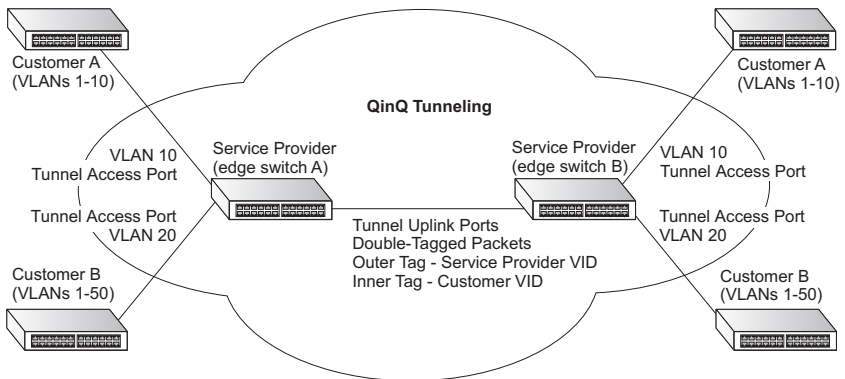 Customer A
(VLANs 1-10)
Customer A
(VLANs 1-10)
QinQ Tunneling
Service Provider
(edge switch A)
Service Provider
(edge switch B)
VLAN 10
Tunnel Access Port
VLAN 10
Tunnel Access Port
Tunnel Access Port
VLAN 20
Tunnel Access Port
VLAN 20
Tunnel Uplink Ports
Double-Tagged Packets
Outer Tag - Service Provider VID
Inner Tag - Customer VID
Customer B
(VLANs 1-50)
Customer B
(VLANs 1-50)